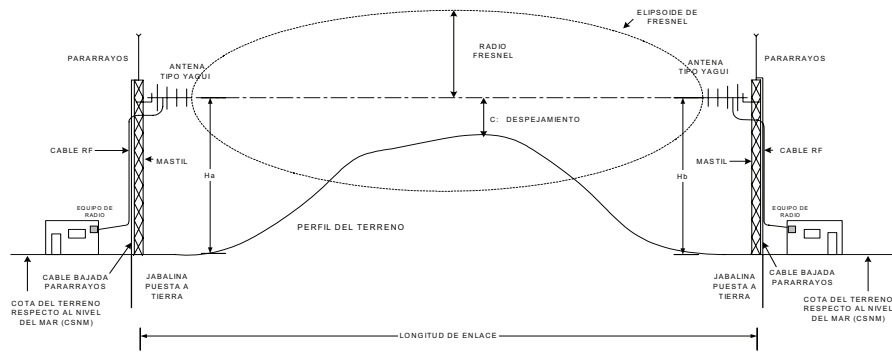 ELIPSOIDE DE
FRESNEL
RADIO
FRESNEL
PARARRAYOS
PARARRAYOS
ANTENA
TIPO YAGUI
ANTENA
TIPO YAGUI
C: DESPEJAMIENTO
CABLE RF
MASTIL
Ha
Hb
MASTIL
CABLE RF
EQUIPO DE
RADIO
EQUIPO DE
RADIO
PERFIL DEL TERRENO
CABLE BAJADA
PARARRAYOS
JABALINA
PUESTA A
TIERRA
JABALINA
PUESTA A
TIERRA
CABLE BAJADA
PARARRAYOS
COTA DEL TERRENO
RESPECTO AL NIVEL
DEL MAR (CSNM)
COTA DEL TERRENO
RESPECTO AL NIVEL
DEL MAR (CSNM)
LONGITUD DE ENLACE